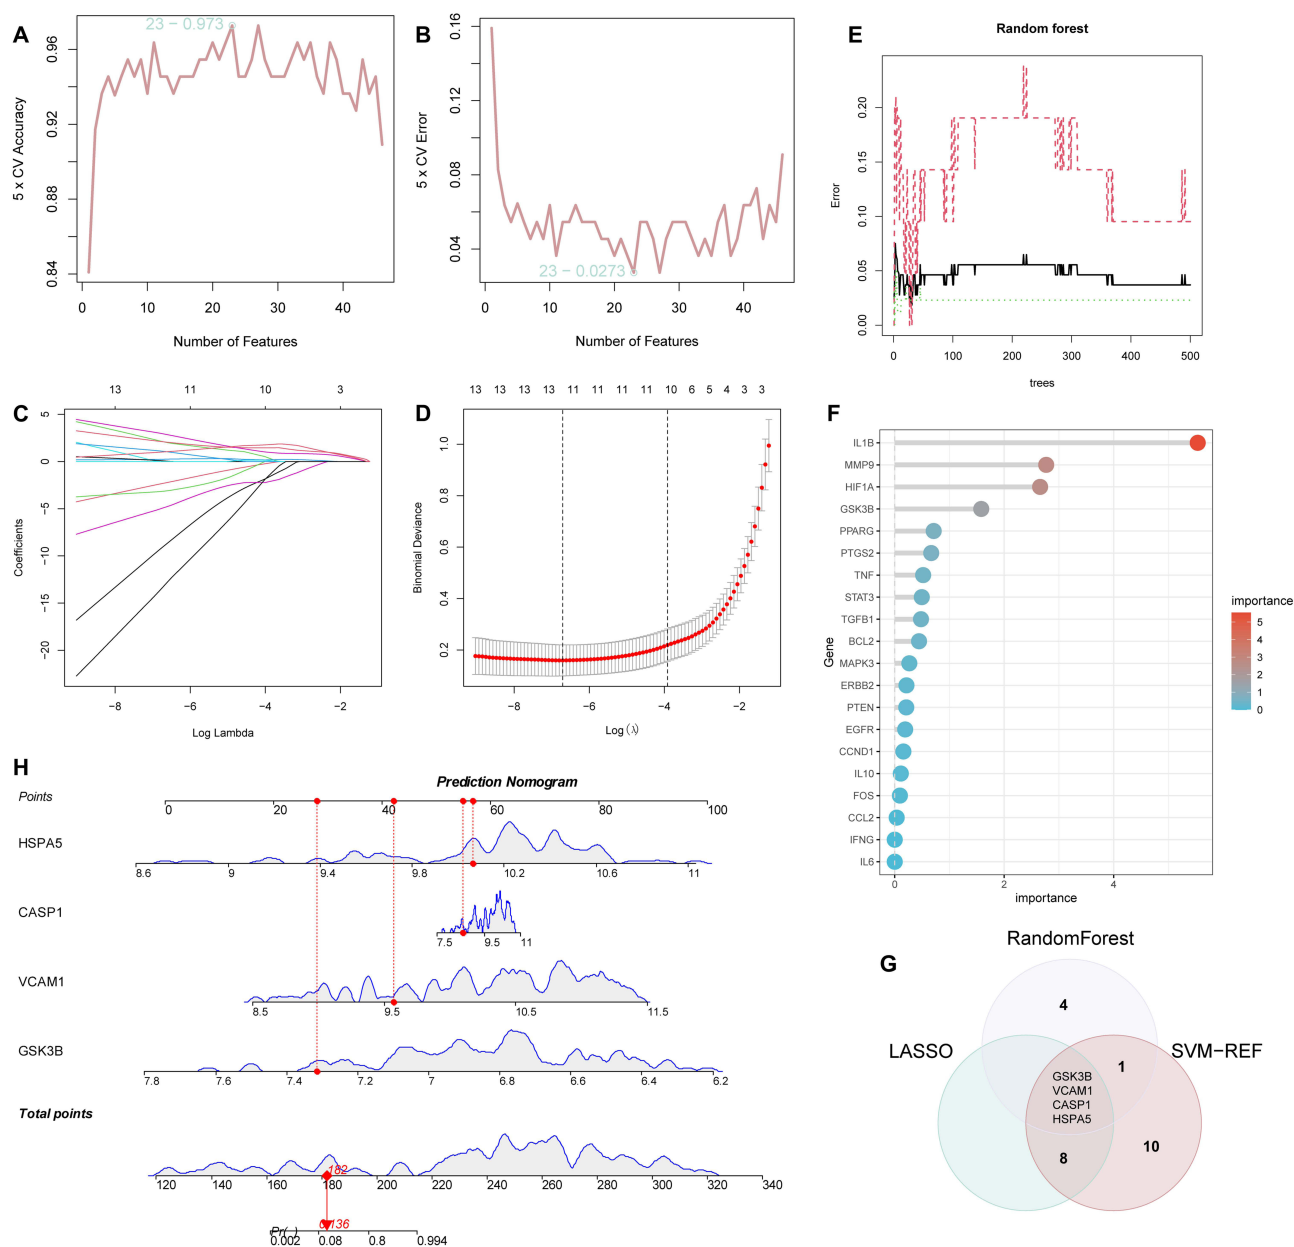 A
23 − 0.973
5 x CV Accuracy
0.84
0.88
0.92
0.96
0
10
20
30
40
Number of Features
B
23 − 0.0273
5 x CV Error
0.04
0.08
0.12
0.16
0
10
20
30
40
Number of Features
E
Random forest
Error
0.00
0.05
0.10
0.15
0.20
0
100
200
300
400
500
trees
C
13
11
10
3
Coefficients
5
0
−5
−10
−15
−20
−8
−6
−4
−2
Log Lambda
D
13 13 13 13 11 11 11 11 10 6 5 4 3 3
Binomial Deviance
0.2
0.4
0.6
0.8
1.0
−8
−6
−4
−2
Log (λ)
F
Gene
IL1B
MMP9
HIF1A
GSK3B
PPARG
PTGS2
TNF
STAT3
TGFB1
BCL2
MAPK3
ERBB2
PTEN
EGFR
CCND1
IL10
FOS
CCL2
IFNG
IL6
0
2
4
importance
importance
5
4
3
2
1
0
H
Prediction Nomogram
Points
0 20 40 60 80 100
HSPA5
8.6 9 9.4 9.8 10.2 10.6 11
CASP1
7.5 9.5 11
VCAM1
8.5 9.5 10.5 11.5
GSK3B
7.8 7.6 7.4 7.2 7 6.8 6.6 6.4 6.2
Total points
182
120 140 160 180 200 220 240 260 280 300 320 340
0.136
Pr( )
0.002 0.08 0.8 0.994
G
RandomForest
LASSO
SVM−REF
4
1
GSK3B
VCAM1
CASP1
HSPA5
8
10